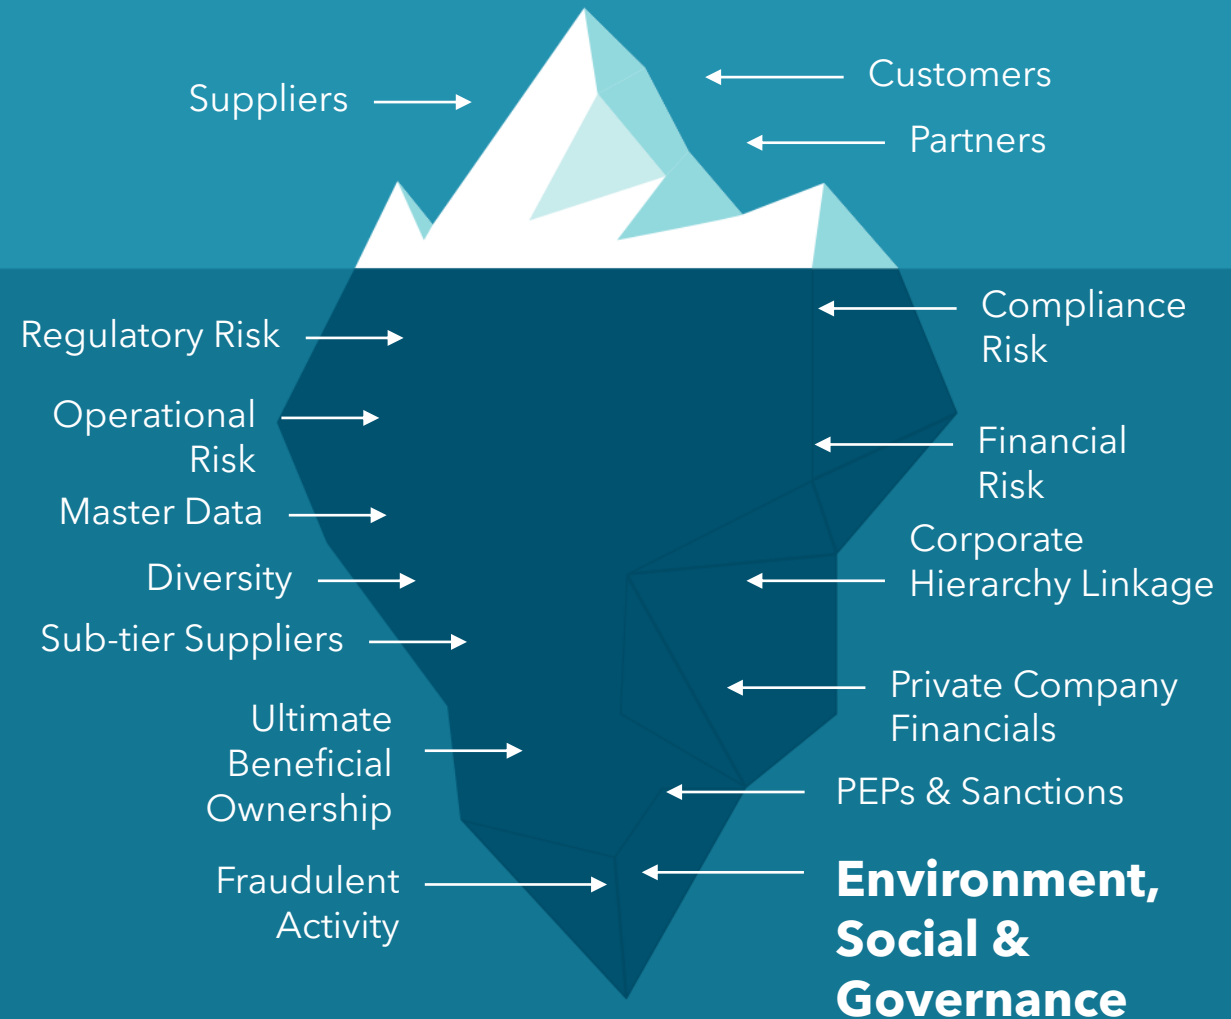 Suppliers
Customers
Partners
Regulatory Risk
Operational
Risk
Master Data
Diversity
Sub-tier Suppliers
Ultimate
Beneficial
Ownership
Fraudulent
Activity
Compliance
Risk
Financial
Risk
Corporate
Hierarchy Linkage
Private Company
Financials
PEPs & Sanctions
Environment,
Social &
Governance